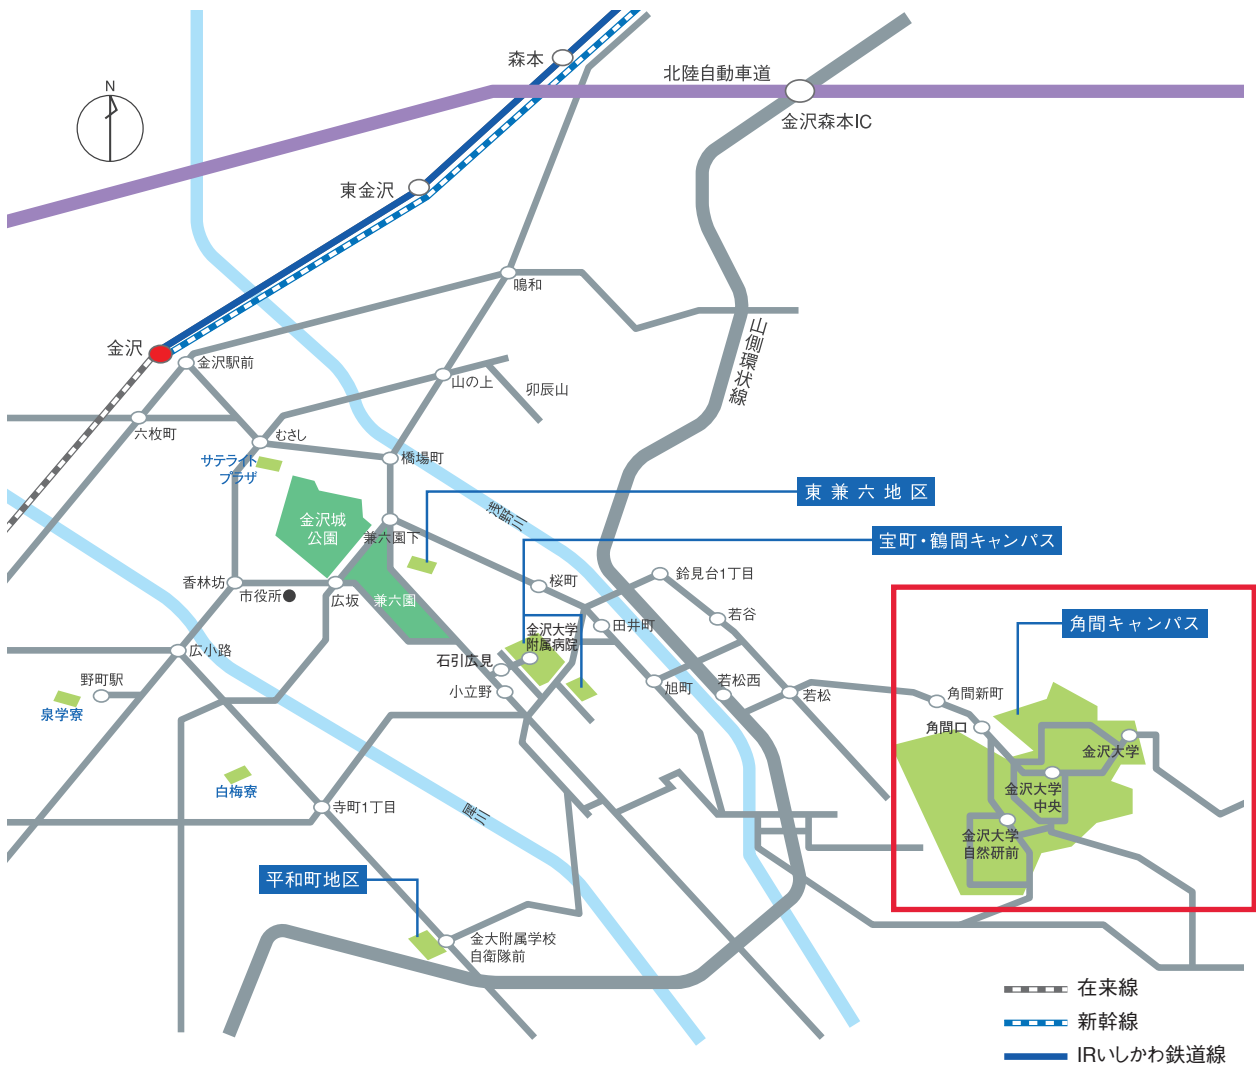 森本
北陸自動車道
N
金沢森本IC
東金沢
鳴和
山側環状線
金沢
金沢駅前
山の上
卯辰山
六枚町
むさし
橋場町
サテライト
プラザ
東兼六地区
金沢城
公園
浅野川
兼六園下
宝町・鶴間キャンパス
香林坊
市役所
広坂
兼六園
桜町
鈴見台1丁目
若谷
角間キャンパス
金沢大学
附属病院
田井町
広小路
石引広見
野町駅
小立野
旭町
若松西
若松
角間新町
泉学寮
角間口
金沢大学
白梅寮
金沢大学
中央
寺町1丁目
犀川
金沢大学
自然研前
平和町地区
金大附属学校
自衛隊前
在来線
新幹線
IRいしかわ鉄道線